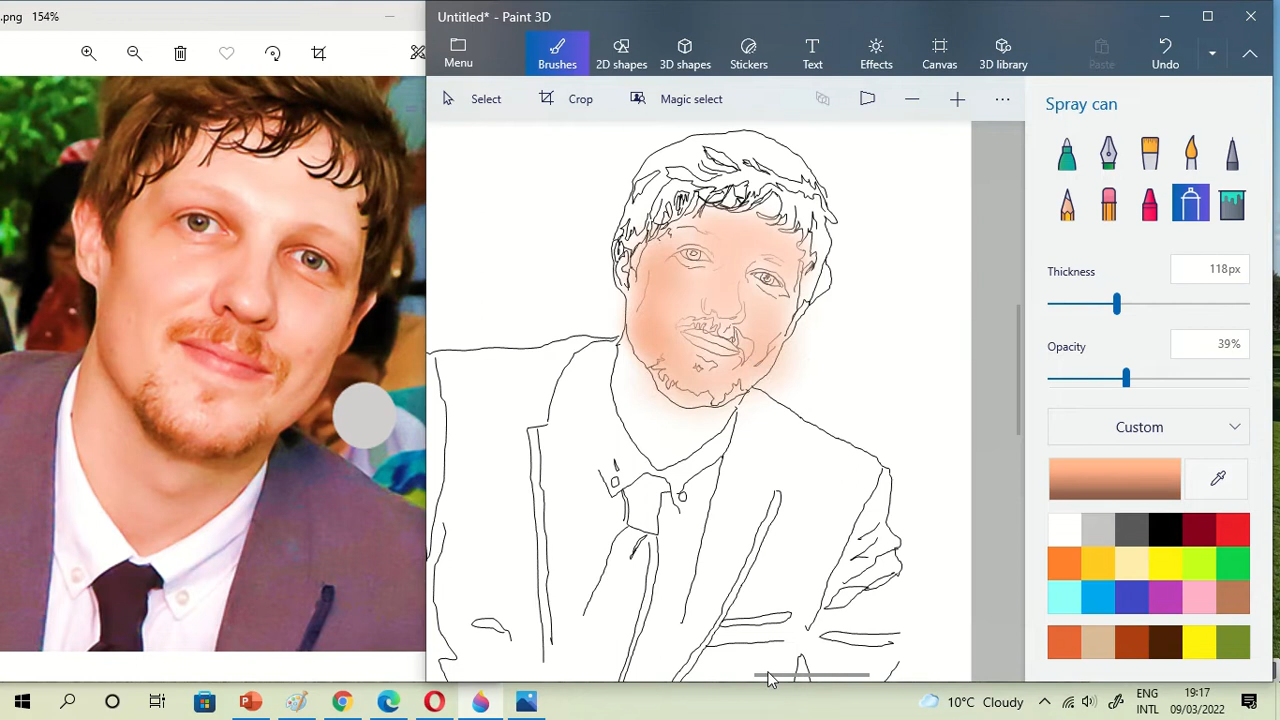 .png 154%
Untitled* - Paint 3D
Menu
Brushes
2D shapes
3D shapes
Stickers
Text
Effects
Canvas
3D library
Paste
Undo
Select
Crop
Magic select
Spray can
Thickness
118px
Opacity
39%
Custom
10°C Cloudy
ENG
INTL
19:17
09/03/2022